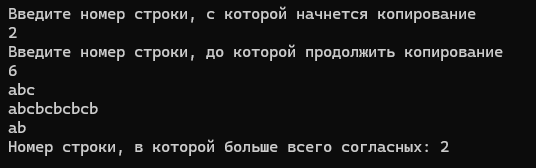 Введите номер строки, с которой начнется копирование
2
Введите номер строки, до которой продолжить копирование
6
abc
abcbcbcbcb
ab
Номер строки, в которой больше всего согласных: 2